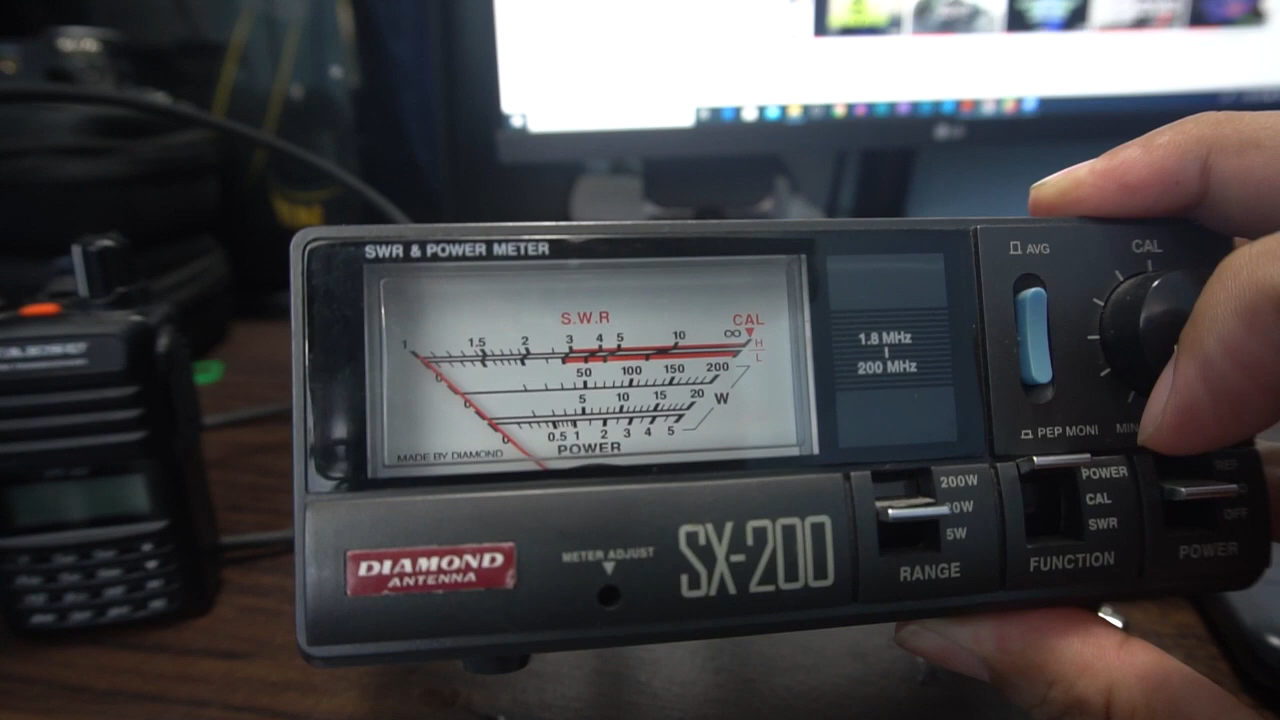 SWR & POWER METER
S.W.R
CAL
1 1.5 2 3 4 5 10 ∞
H
L
0 50 100 150 200
0 5 10 15 20
W
0 0.5 1 2 3 4 5
POWER
MADE BY DIAMOND
1.8 MHz
200 MHz
AVG
CAL
PEP MONI
DIAMOND
ANTENNA
METER ADJUST
SX-200
200W
20W
5W
RANGE
POWER
CAL
SWR
FUNCTION
OFF
POWER